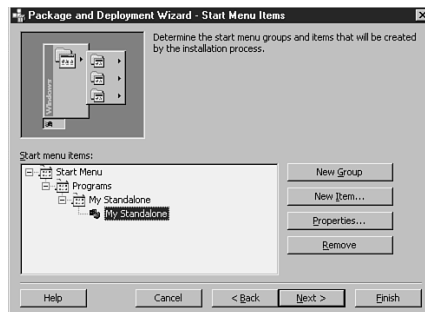 Package and Deployment Wizard - Start Menu Items
Determine the start menu groups and items that will be created
by the installation process.
Windows
Start menu items:
Start Menu
Programs
My Standalone
My Standalone
New Group
New Item...
Properties...
Remove
Help
Cancel
< Back
Next >
Finish